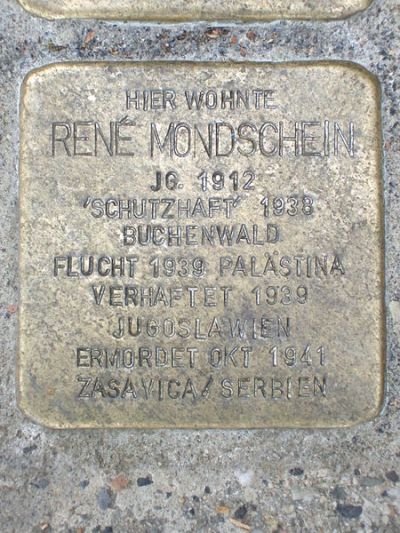 HIER WOHNTE
RENÉ MONDSCHEIN
JG. 1912
'SCHUTZHAFT' 1938
BUCHENWALD
FLUCHT 1939 PALÄSTINA
VERHAFTET 1939
JUGOSLAWIEN
ERMORDET OKT 1941
ZASAVICA/SERBIEN